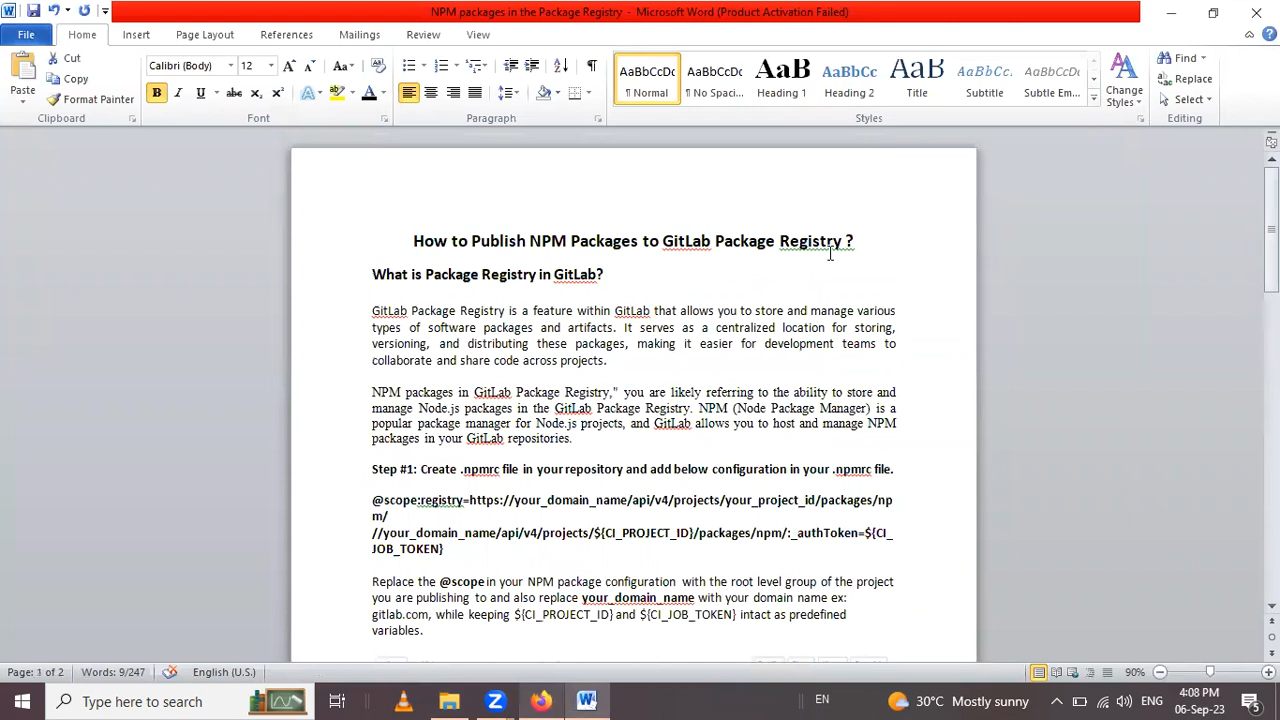 NPM packages in the Package Registry - Microsoft Word (Product Activation Failed)
File Home Insert Page Layout References Mailings Review View
Paste
Cut
Copy
Format Painter
Clipboard
Calibri (Body) 12
Font
Paragraph
AaBbCcDc AaBbCcDc AaB AaBbCc AaB AaBbCcL AaBbCcDc
¶ Normal ¶ No Spaci... Heading 1 Heading 2 Title Subtitle Subtle Em...
Styles
Change
Styles
Find
Replace
Select
Editing
How to Publish NPM Packages to GitLab Package Registry ?
What is Package Registry in GitLab?
GitLab Package Registry is a feature within GitLab that allows you to store and manage various
types of software packages and artifacts. It serves as a centralized location for storing,
versioning, and distributing these packages, making it easier for development teams to
collaborate and share code across projects.
NPM packages in GitLab Package Registry," you are likely referring to the ability to store and
manage Node.js packages in the GitLab Package Registry. NPM (Node Package Manager) is a
popular package manager for Node.js projects, and GitLab allows you to host and manage NPM
packages in your GitLab repositories.
Step #1: Create .npmrc file in your repository and add below configuration in your .npmrc file.
@scope:registry=https://your_domain_name/api/v4/projects/your_project_id/packages/np
m/
//your_domain_name/api/v4/projects/${CI_PROJECT_ID}/packages/npm/:_authToken=${CI_
JOB_TOKEN}
Replace the @scope in your NPM package configuration with the root level group of the project
you are publishing to and also replace your_domain_name with your domain name ex:
gitlab.com, while keeping ${CI_PROJECT_ID} and ${CI_JOB_TOKEN} intact as predefined
variables.
Page: 1 of 2 Words: 9/247 English (U.S.) 90%
Type here to search
EN
30°C Mostly sunny
ENG
4:08 PM
06-Sep-23
5